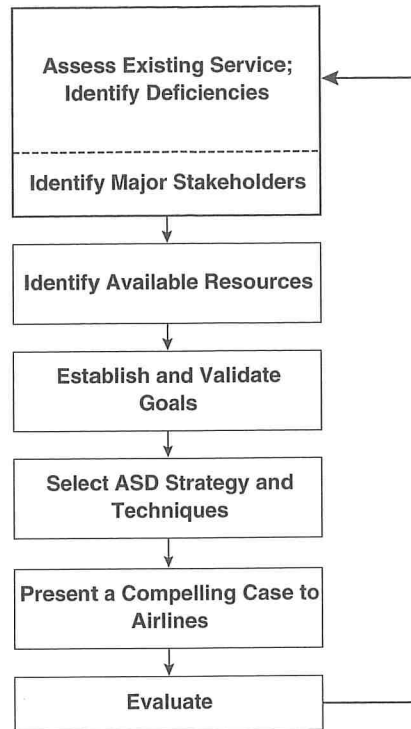 Assess Existing Service;
Identify Deficiencies
Identify Major Stakeholders
Identify Available Resources
Establish and Validate
Goals
Select ASD Strategy and
Techniques
Present a Compelling Case to
Airlines
Evaluate